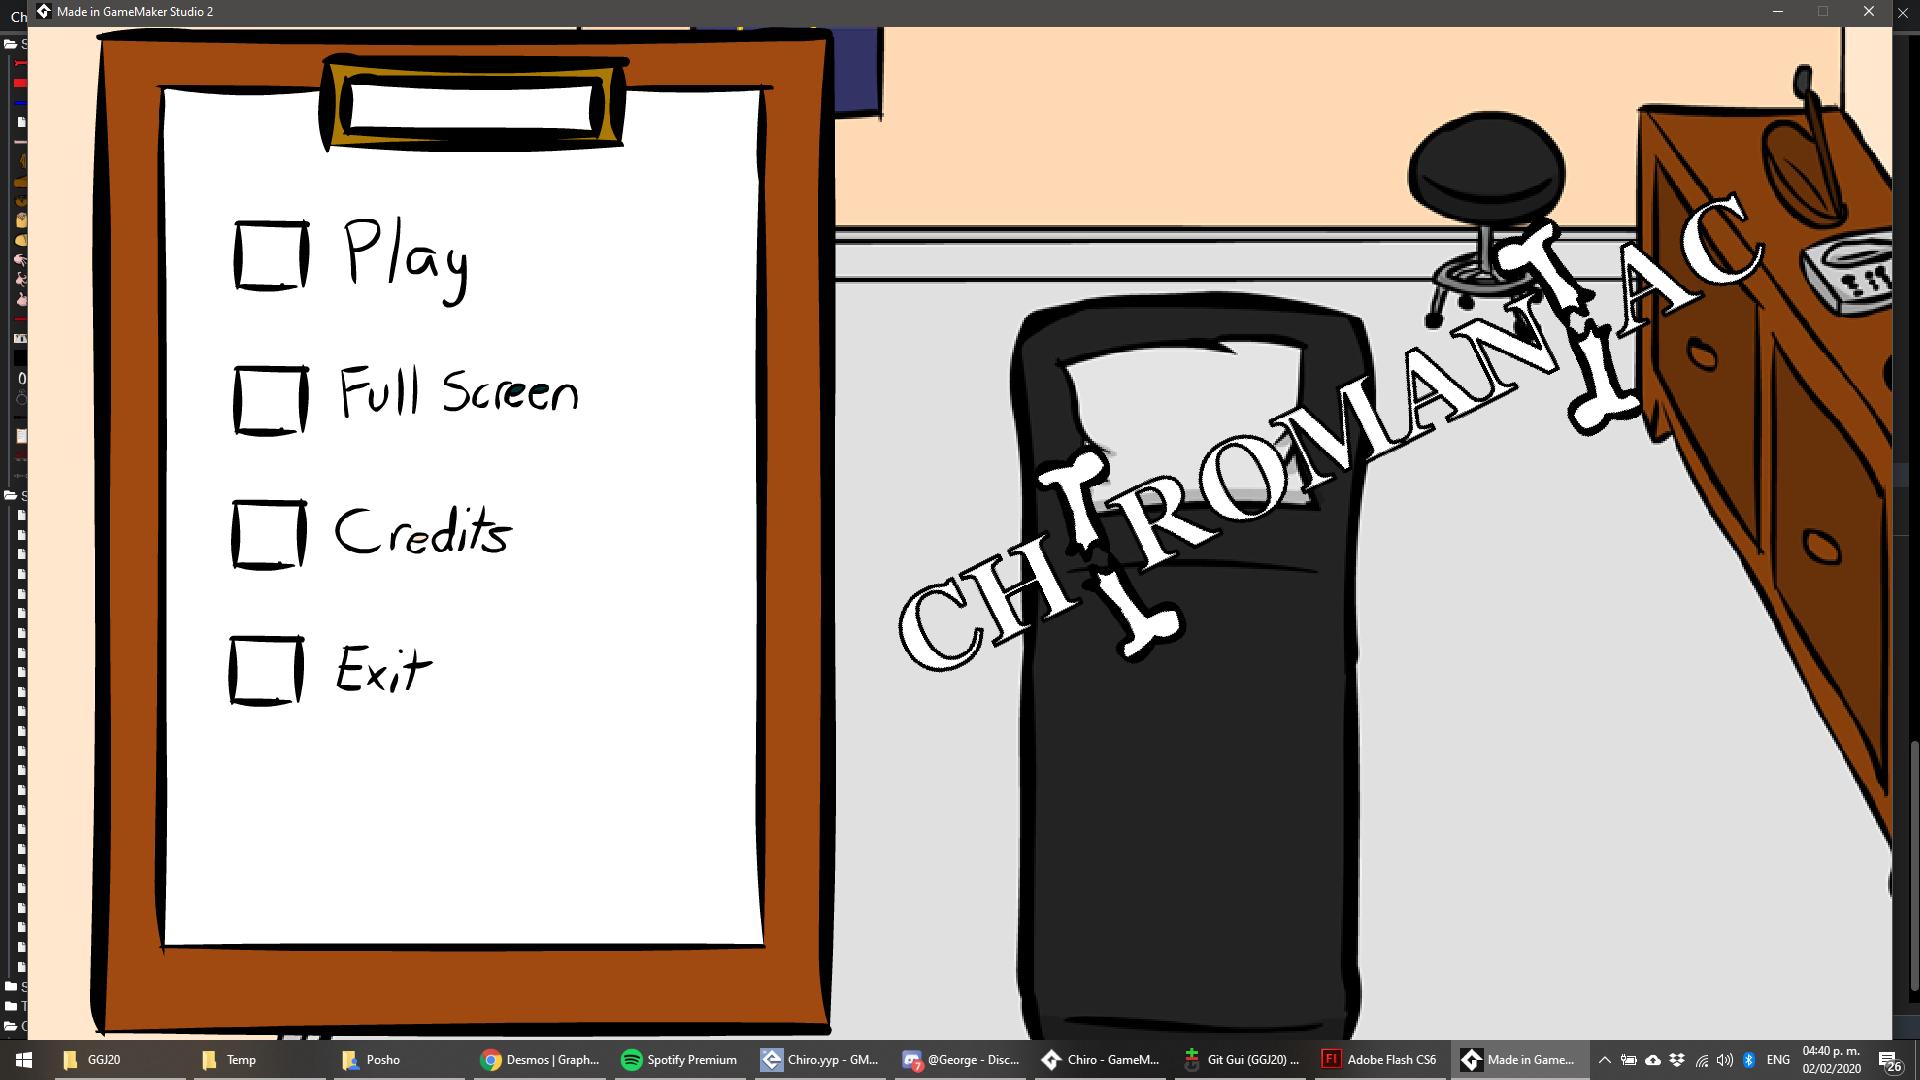 Made in GameMaker Studio 2
Play
Full Screen
Credits
Exit
CHIROMANIAC
GGJ20
Temp
Posho
Desmos | Graph...
Spotify Premium
Chiro.yyp - GM...
@George - Disc...
7
Chiro - GameM...
Git Gui (GGJ20) ...
Adobe Flash CS6
Made in Game...
ENG
04:40 p. m.
02/02/2020
26